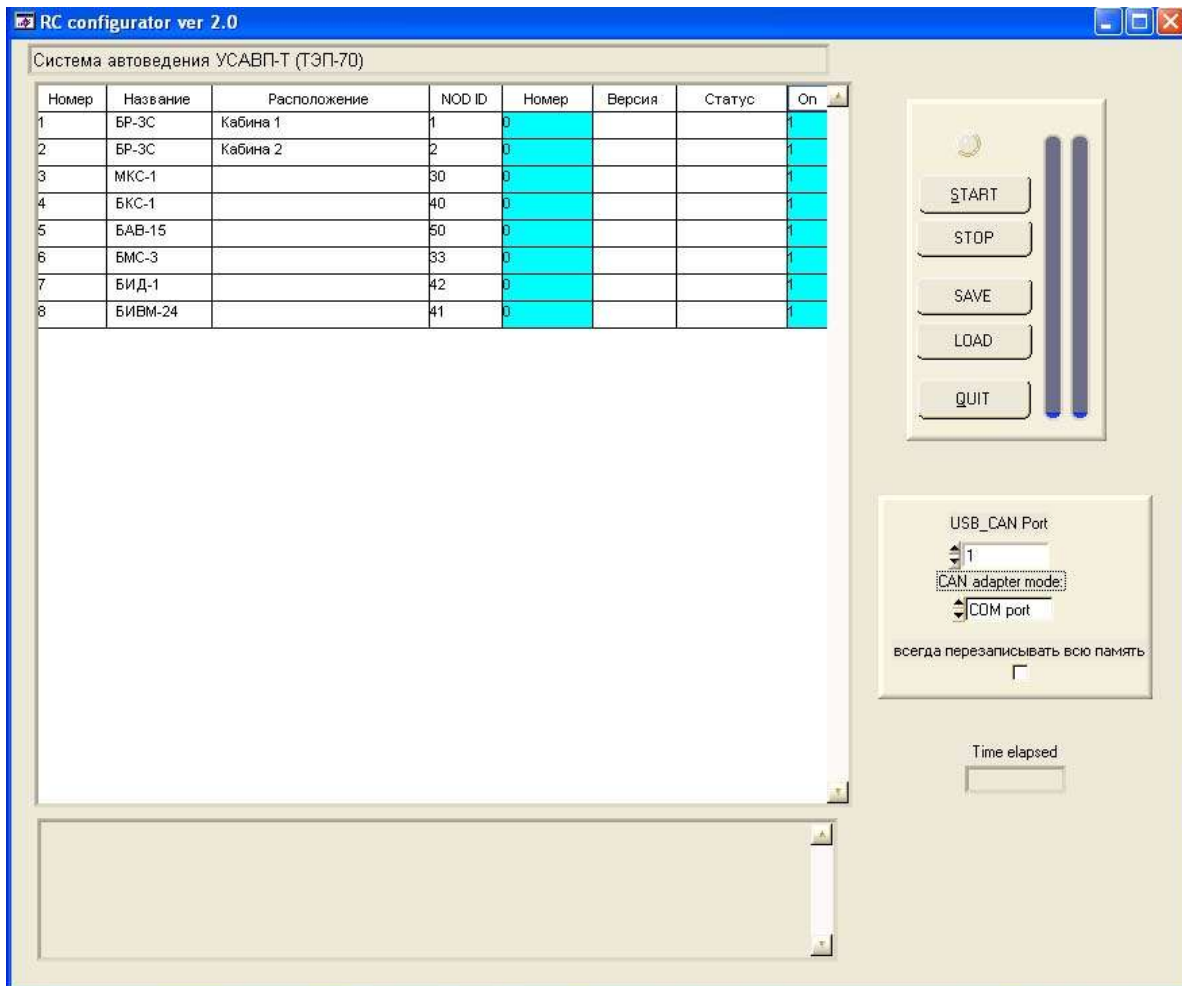 RC configurator ver 2.0
Система автоведения УСАВП-Т (ТЭП-70)
Номер Название Расположение NOD ID Номер Версия Статус On
1 БР-3С Кабина 1 1 0 1
2 БР-3С Кабина 2 2 0 1
3 МКС-1 30 0 1
4 БКС-1 40 0 1
5 БАВ-15 50 0 1
6 БМС-3 33 0 1
7 БИД-1 42 0 1
8 БИВМ-24 41 0 1
START
STOP
SAVE
LOAD
QUIT
USB_CAN Port
1
CAN adapter mode:
COM port
всегда перезаписывать всю память
Time elapsed